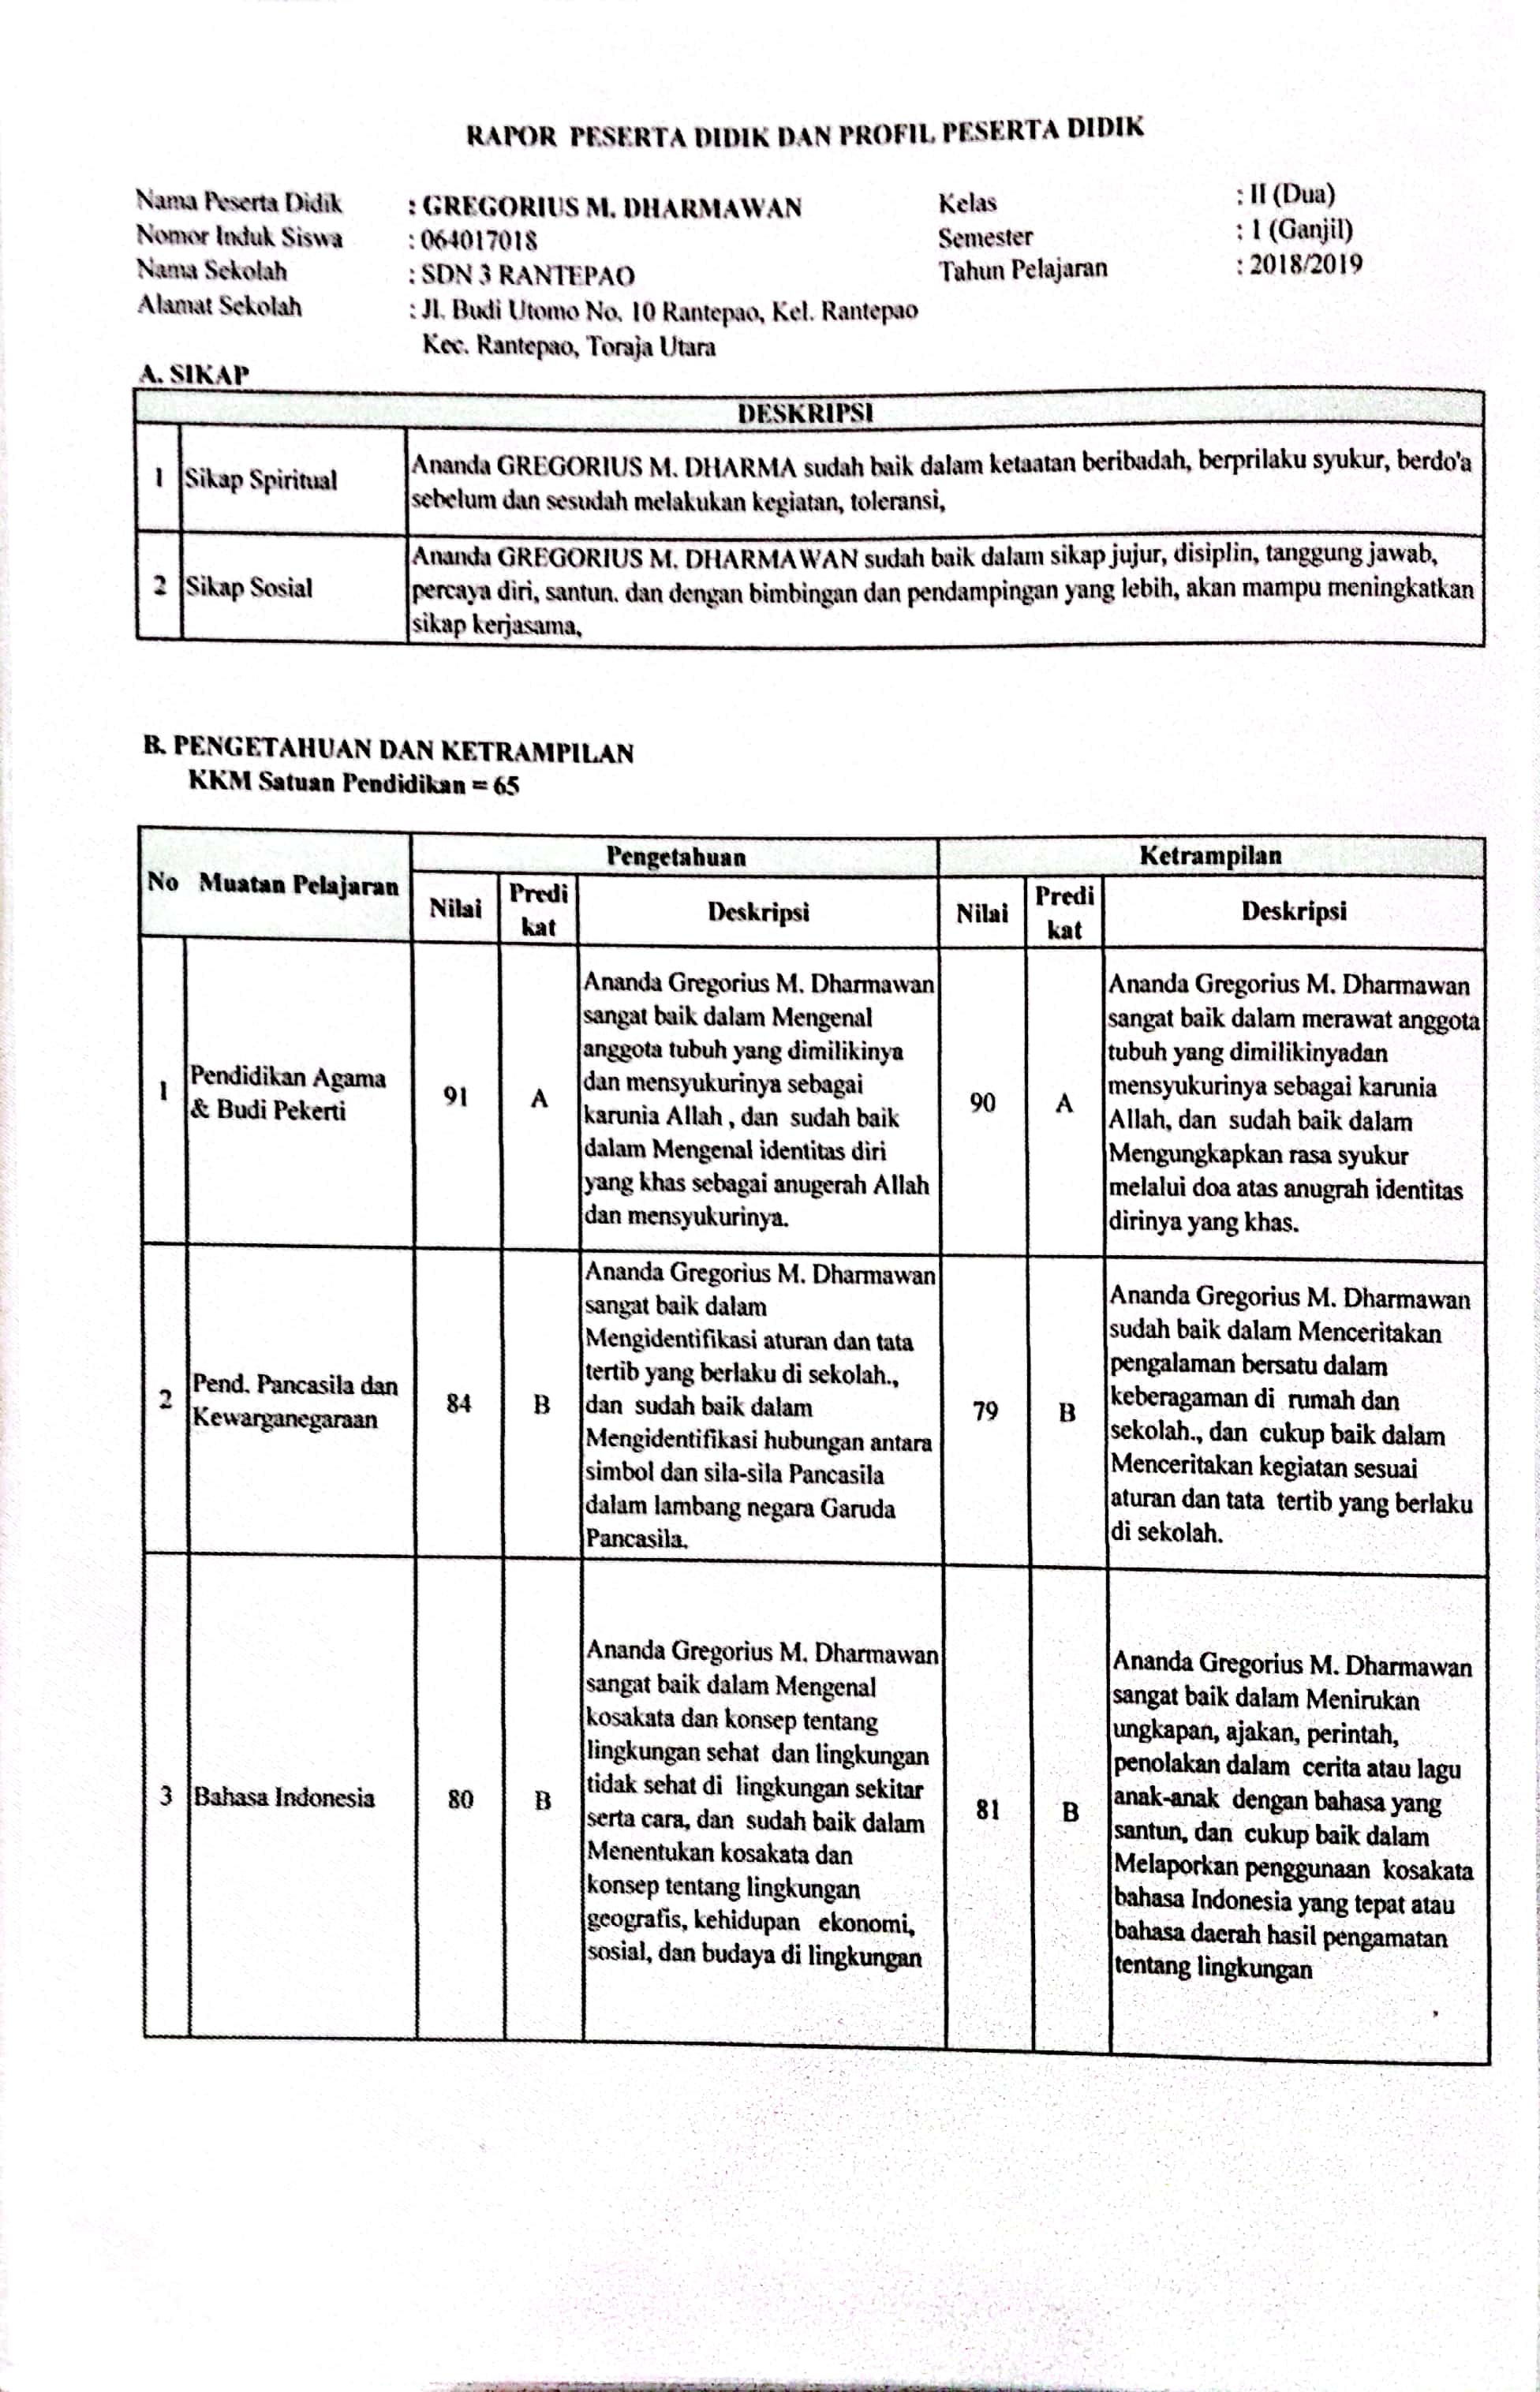 RAPOR PESERTA DIDIK DAN PROFIL PESERTA DIDIK
Nama Peserta Didik : GREGORIUS M. DHARMAWAN Kelas : II (Dua)
Nomor Induk Siswa : 064017018 Semester : 1 (Ganjil)
Nama Sekolah : SDN 3 RANTEPAO Tahun Pelajaran : 2018/2019
Alamat Sekolah : Jl. Budi Utomo No. 10 Rantepao, Kel. Rantepao
Kec. Rantepao, Toraja Utara
A. SIKAP
DESKRIPSI
1 Sikap Spiritual
Ananda GREGORIUS M. DHARMA sudah baik dalam ketaatan beribadah, berprilaku syukur, berdo'a
sebelum dan sesudah melakukan kegiatan, toleransi,
2 Sikap Sosial
Ananda GREGORIUS M. DHARMAWAN sudah baik dalam sikap jujur, disiplin, tanggung jawab,
percaya diri, santun. dan dengan bimbingan dan pendampingan yang lebih, akan mampu meningkatkan
sikap kerjasama,
B. PENGETAHUAN DAN KETRAMPILAN
KKM Satuan Pendidikan = 65
No Muatan Pelajaran
Pengetahuan
Ketrampilan
Nilai
Predi
kat
Deskripsi
Nilai
Predi
kat
Deskripsi
1
Pendidikan Agama
& Budi Pekerti
91
A
Ananda Gregorius M. Dharmawan
sangat baik dalam Mengenal
anggota tubuh yang dimilikinya
dan mensyukurinya sebagai
karunia Allah , dan sudah baik
dalam Mengenal identitas diri
yang khas sebagai anugerah Allah
dan mensyukurinya.
90
A
Ananda Gregorius M. Dharmawan
sangat baik dalam merawat anggota
tubuh yang dimilikinyadan
mensyukurinya sebagai karunia
Allah, dan sudah baik dalam
Mengungkapkan rasa syukur
melalui doa atas anugrah identitas
dirinya yang khas.
2
Pend. Pancasila dan
Kewarganegaraan
84
B
Ananda Gregorius M. Dharmawan
sangat baik dalam
Mengidentifikasi aturan dan tata
tertib yang berlaku di sekolah.,
dan sudah baik dalam
Mengidentifikasi hubungan antara
simbol dan sila-sila Pancasila
dalam lambang negara Garuda
Pancasila.
79
B
Ananda Gregorius M. Dharmawan
sudah baik dalam Menceritakan
pengalaman bersatu dalam
keberagaman di rumah dan
sekolah., dan cukup baik dalam
Menceritakan kegiatan sesuai
aturan dan tata tertib yang berlaku
di sekolah.
3
Bahasa Indonesia
80
B
Ananda Gregorius M. Dharmawan
sangat baik dalam Mengenal
kosakata dan konsep tentang
lingkungan sehat dan lingkungan
tidak sehat di lingkungan sekitar
serta cara, dan sudah baik dalam
Menentukan kosakata dan
konsep tentang lingkungan
geografis, kehidupan ekonomi,
sosial, dan budaya di lingkungan
81
B
Ananda Gregorius M. Dharmawan
sangat baik dalam Menirukan
ungkapan, ajakan, perintah,
penolakan dalam cerita atau lagu
anak-anak dengan bahasa yang
santun, dan cukup baik dalam
Melaporkan penggunaan kosakata
bahasa Indonesia yang tepat atau
bahasa daerah hasil pengamatan
tentang lingkungan